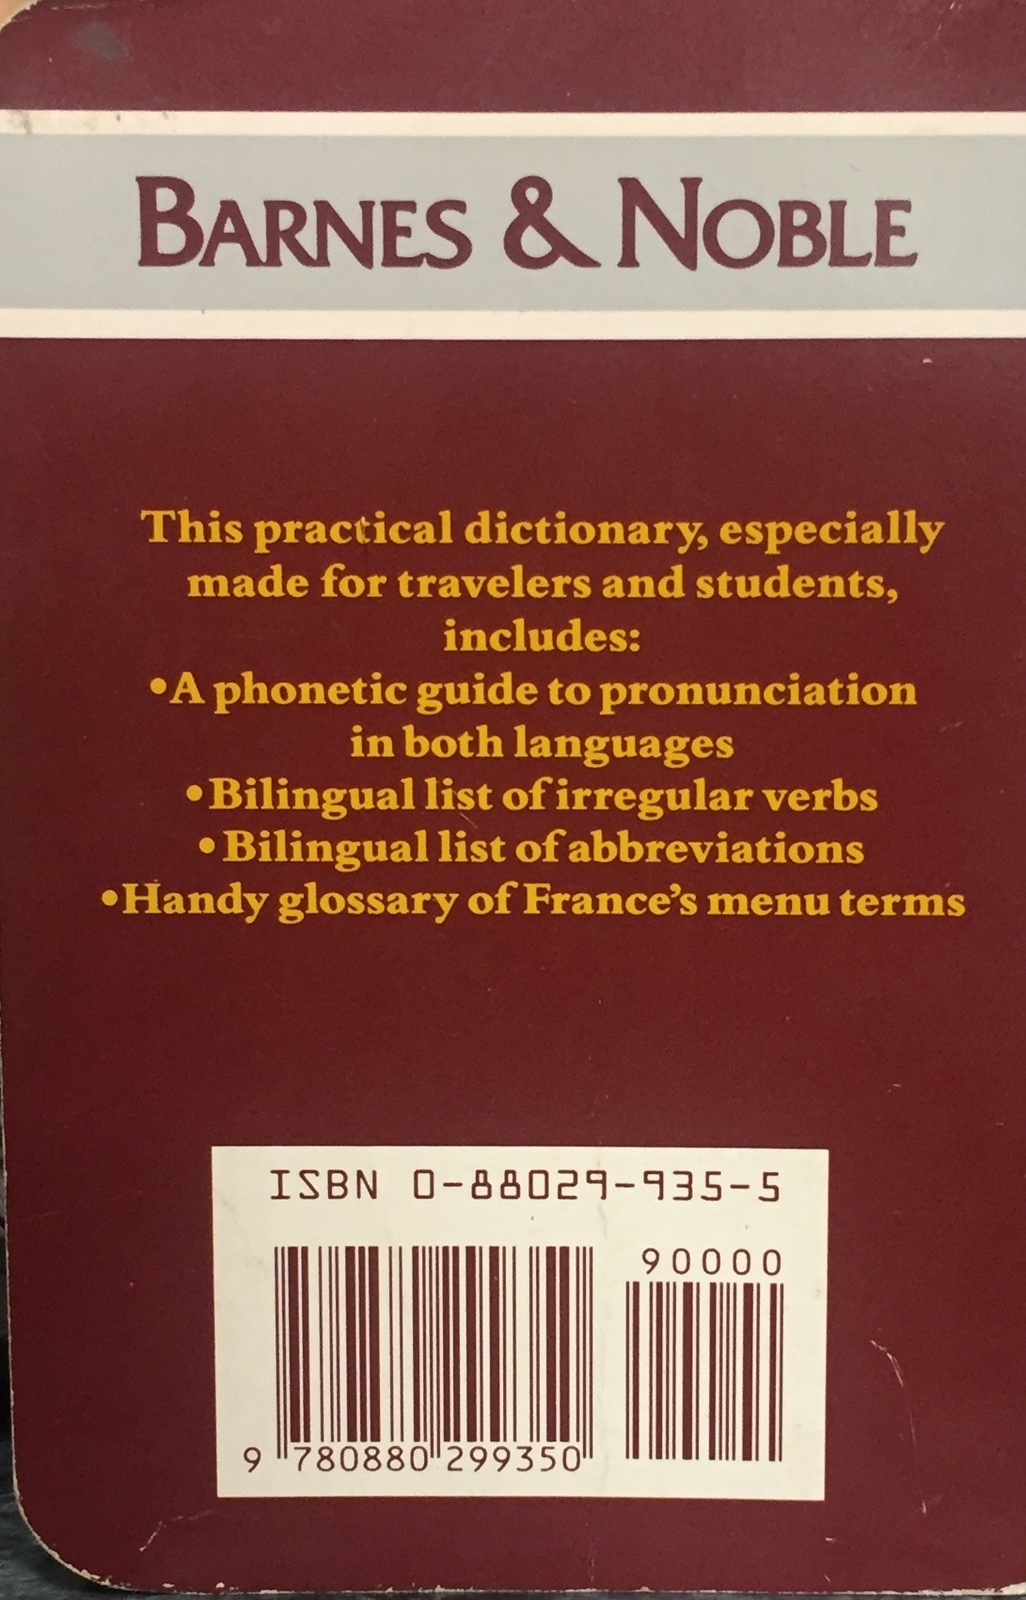 BARNES & NOBLE
This practical dictionary, especially
made for travelers and students,
includes:
•A phonetic guide to pronunciation
in both languages
•Bilingual list of irregular verbs
•Bilingual list of abbreviations
•Handy glossary of France's menu terms
ISBN 0-88029-935-5
90000
9 780880 299350